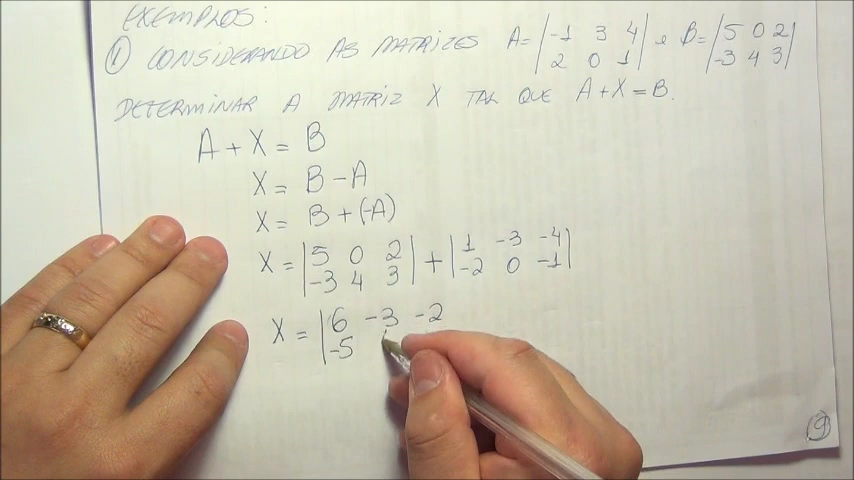 EXEMPLOS:
① CONSIDERANDO AS MATRIZES A= |-1 3 4| e B= |5 0 2|
|2 0 1| |-3 4 3|
DETERMINAR A MATRIZ X TAL QUE A+X=B.
A + X = B
X = B - A
X = B + (-A)
X = |5 0 2| + |1 -3 -4|
|-3 4 3| |-2 0 -1|
X = |6 -3 -2
|-5
9